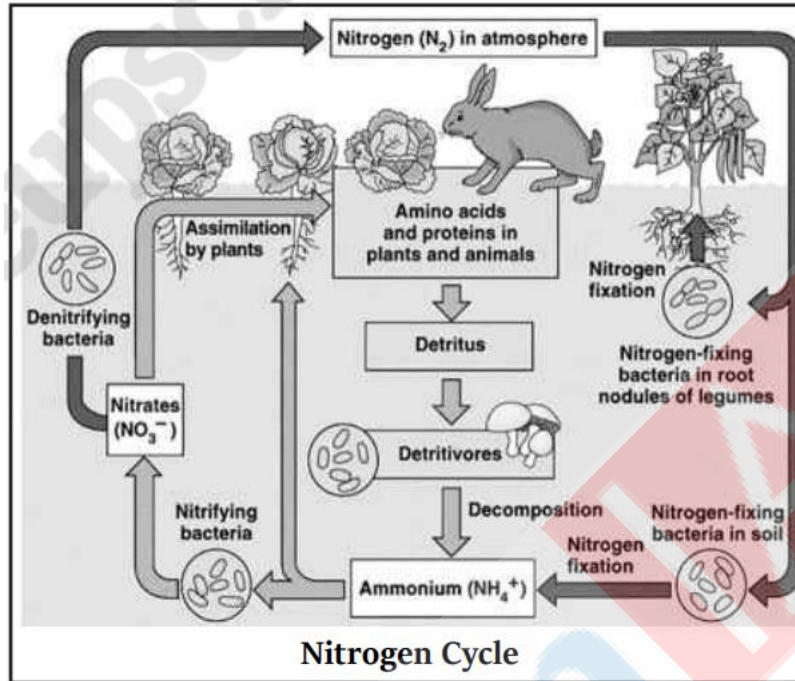 Nitrogen (N₂) in atmosphere
Assimilation
by plants
Amino acids
and proteins in
plants and animals
Nitrogen
fixation
Denitrifying
bacteria
Detritus
Nitrogen-fixing
bacteria in root
nodules of legumes
Nitrates
(NO₃⁻)
Detritivores
Decomposition
Nitrifying
bacteria
Nitrogen-fixing
bacteria in soil
Nitrogen
fixation
Ammonium (NH₄⁺)
Nitrogen Cycle